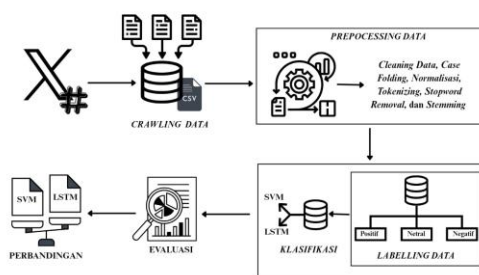 PREPOCESSING DATA
Cleaning Data, Case
Folding, Normalisasi,
Tokenizing, Stopword
Removal, dan Stemming
CSV
CRAWLING DATA
SVM
LSTM
PERBANDINGAN
EVALUASI
SVM
LSTM
KLASIFIKASI
Positif
Netral
Negatif
LABELLING DATA